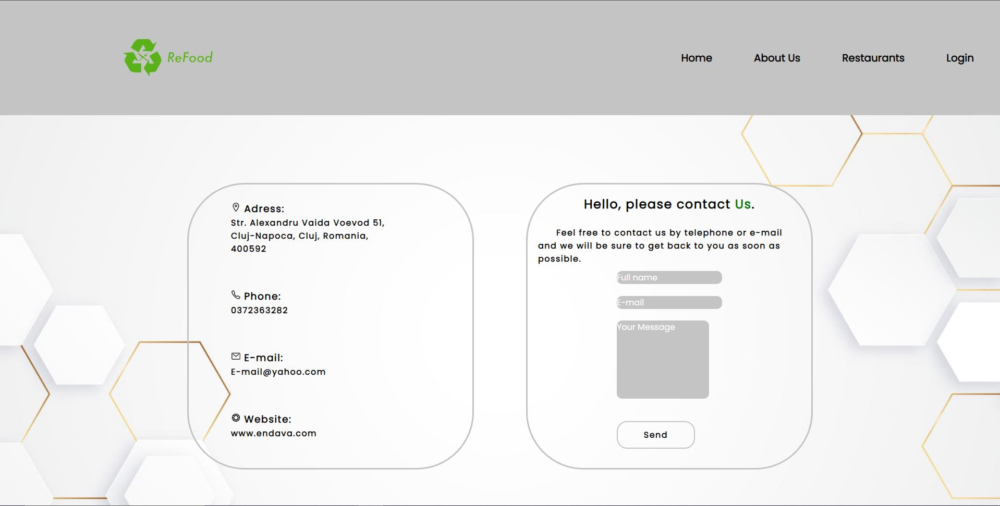 ReFood
Home
About Us
Restaurants
Login
Adress:
Str. Alexandru Vaida Voevod 51,
Cluj-Napoca, Cluj, Romania,
400592
Phone:
0372363282
E-mail:
E-mail@yahoo.com
Website:
www.endava.com
Hello, please contact Us.
Feel free to contact us by telephone or e-mail
and we will be sure to get back to you as soon as
possible.
Full name
E-mail
Your Message
Send